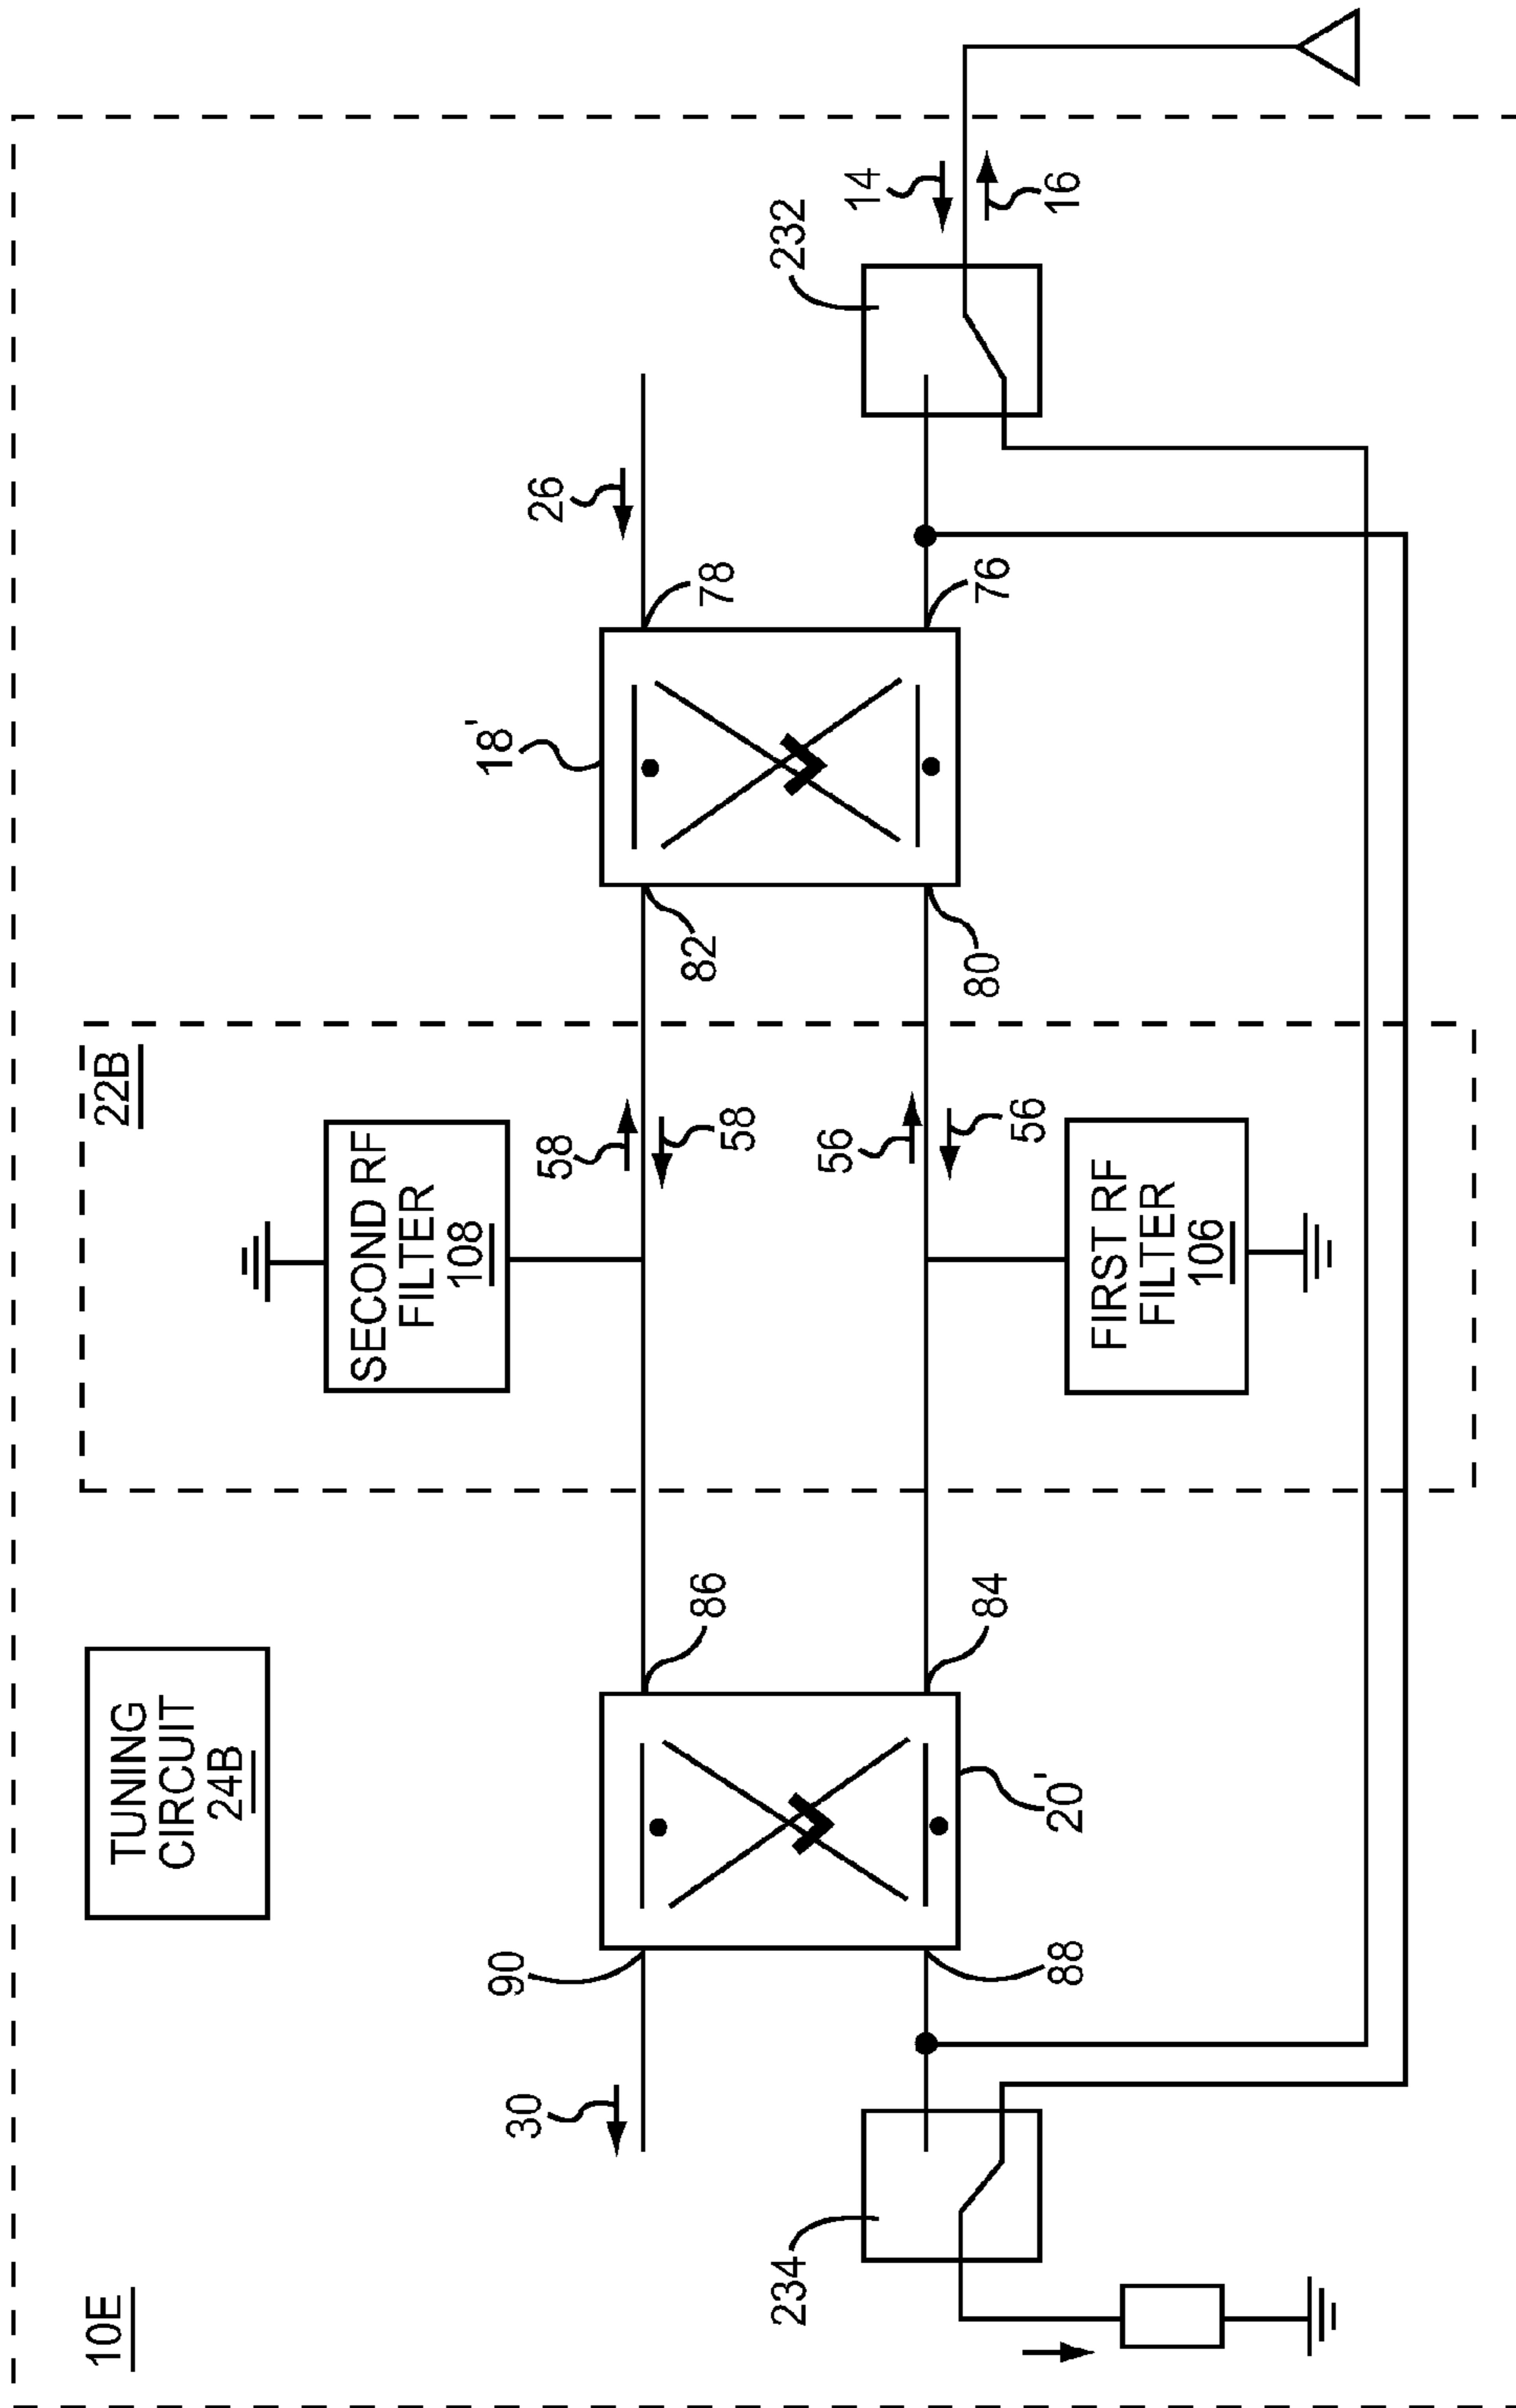 10E
TUNING
CIRCUIT
24B
22B
SECOND RF
FILTER
108
30
90
86
58
58
82
18'
78
26
234
88
20'
84
56
56
FIRST RF
FILTER
106
80
76
232
14
16